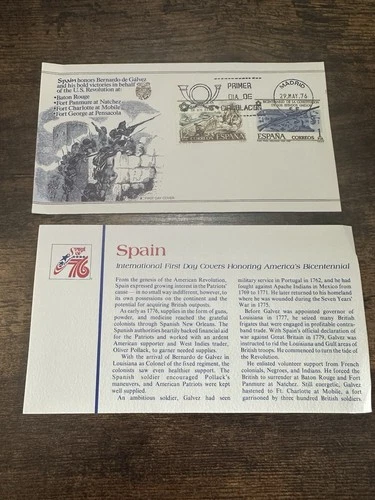 Spain honors Bernardo de Galvez
and his bold victories in behalf
of the U.S. Revolution at:
•Baton Rouge
•Fort Panmure at Natchez
•Fort Charlotte at Mobile
•Fort George at Pensacola
PRIMER
DIA DE
CIRCULACION
MADRID
29.MAY.76
ESPAÑA
ESPAÑA
CORREOS
FIRST DAY COVER
SPIRIT OF
76
Spain
International First Day Covers Honoring America's Bicentennial
From the genesis of the American Revolution,
Spain expressed growing interest in the Patriots'
cause — in no small way indifferent, however,
to its own possessions on the continent and the
potential for acquiring British outposts.
As early as 1776, supplies in the form of guns,
powder, and medicine reached the grateful
colonists through Spanish New Orleans. The
Spanish authorities heavily backed financial aid
for the Patriots and worked with an ardent
American supporter and West Indies trader,
Oliver Pollock, to garner needed supplies.
With the arrival of Bernardo de Galvez in
Louisiana as Colonel of the fixed regiment, the
colonists saw even healthier support. The
Spanish soldier encouraged Pollack's
maneuvers, and American Patriots were kept
well supplied.
An ambitious soldier, Galvez had seen
military service in Portugal in 1762, and he had
fought against Apache Indians in Mexico from
1769 to 1771. He later returned to his homeland
where he was wounded during the Seven Years'
War in 1775.
Before Galvez was appointed governor of
Louisiana in 1777, he seized many British
frigates that were engaged in profitable contra-
band trade. With Spain's official declaration of
war against Great Britain in 1779, Galvez was
instructed to rid the Louisiana and Gulf areas of
British troops. He commenced to turn the tide of
the Revolution.
He enlisted volunteer support from French
colonials, Negroes, and Indians. He forced the
British to surrender at Baton Rouge and Fort
Panmure at Natchez. Still energetic, Galvez
hastened to Ft. Charlotte at Mobile, a fort
garrisoned by three hundred British soldiers